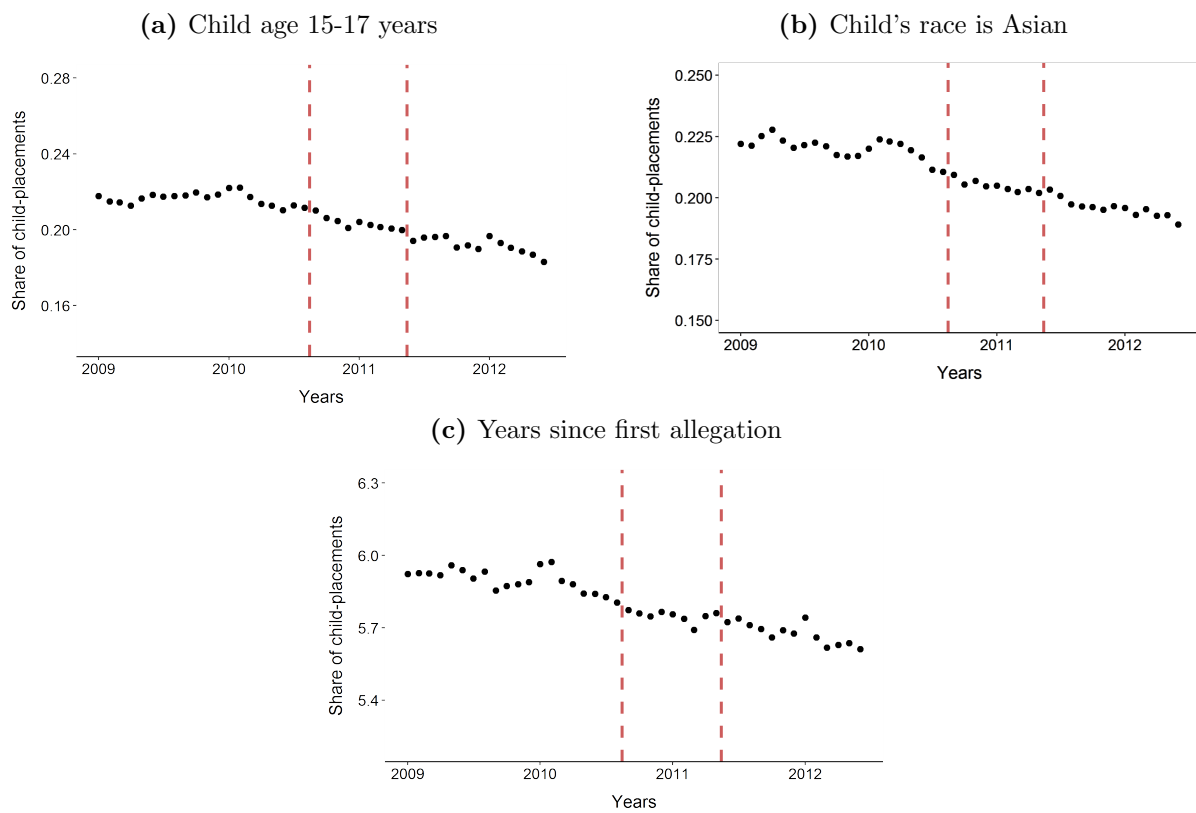 (a) Child age 15-17 years
Share of child-placements
0.28
0.24
0.20
0.16
2009 2010 2011 2012
Years
(b) Child's race is Asian
Share of child-placements
0.250
0.225
0.200
0.175
0.150
2009 2010 2011 2012
Years
(c) Years since first allegation
Share of child-placements
6.3
6.0
5.7
5.4
2009 2010 2011 2012
Years